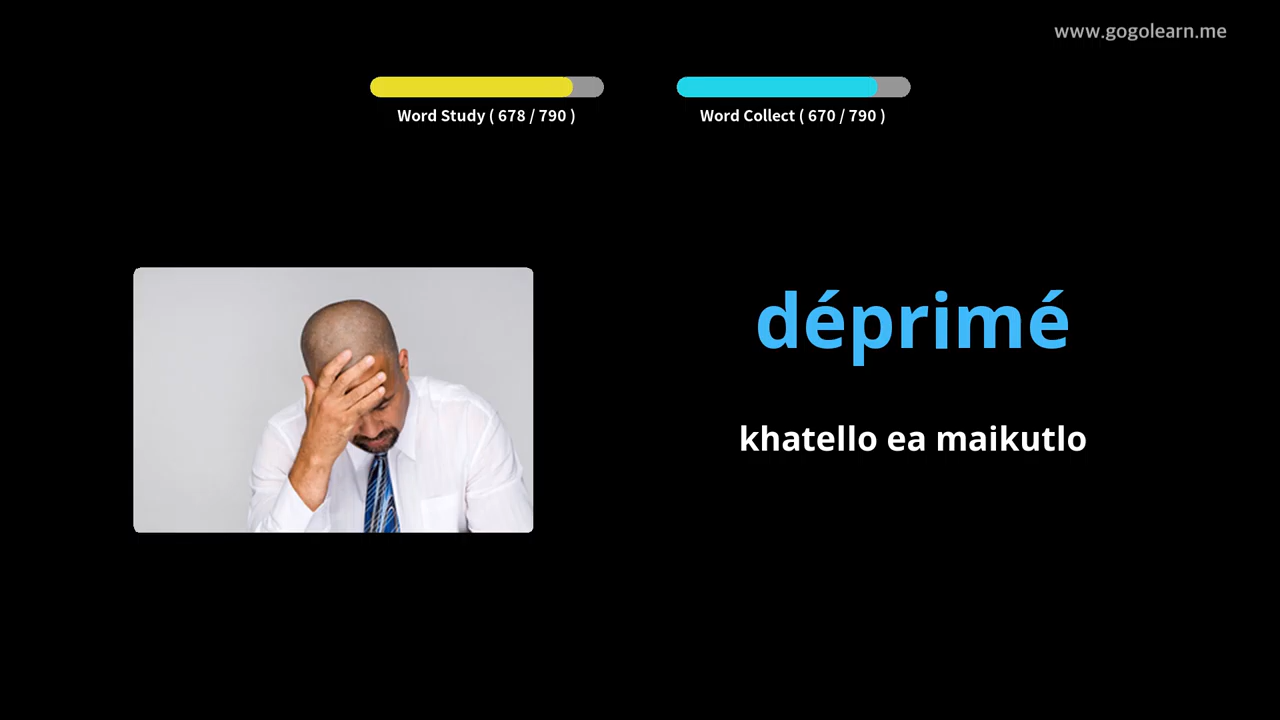 www.gogolearn.me
Word Study ( 678 / 790 )
Word Collect ( 670 / 790 )
déprimé
khatello ea maikutlo